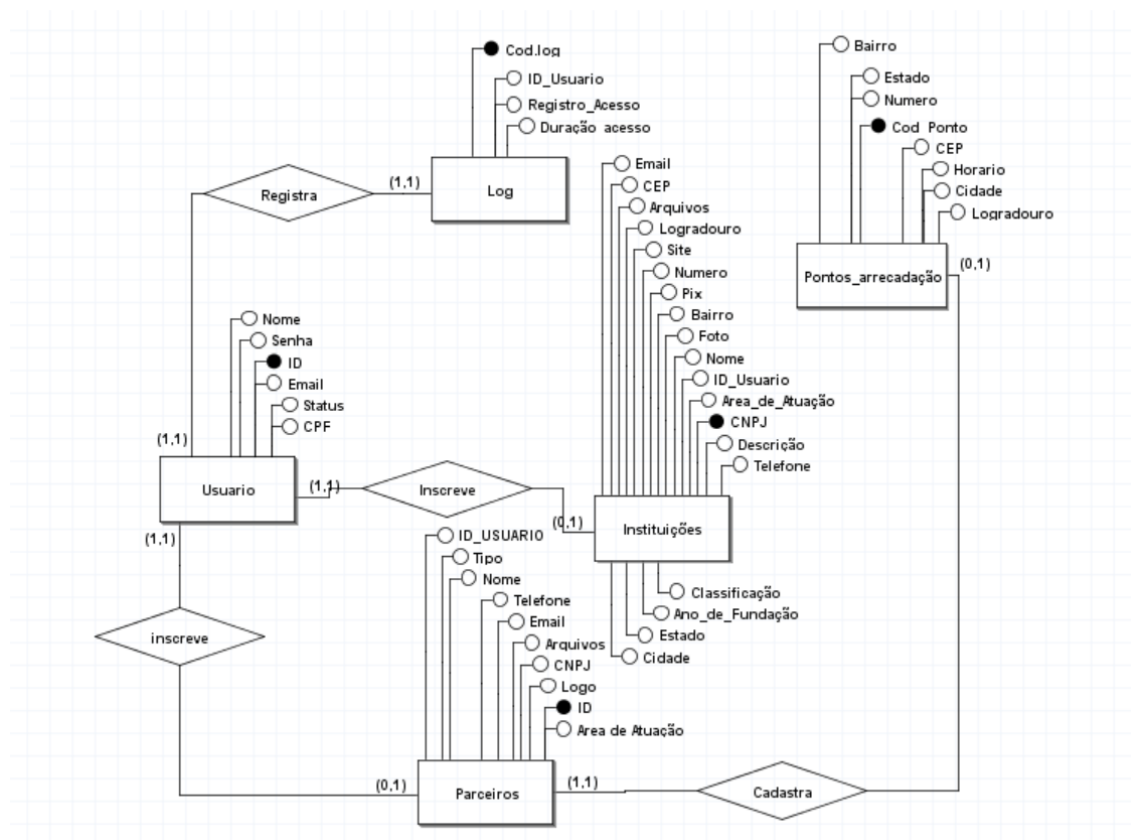 Cod.log
ID_Usuario
Registro_Acesso
Duração acesso
Registra
(1,1)
Log
Bairro
Estado
Numero
Cod Ponto
CEP
Horario
Cidade
Logradouro
Pontos_arrecadação
(0,1)
Email
CEP
Arquivos
Logradouro
Site
Numero
Pix
Bairro
Foto
Nome
ID_Usuario
Area_de_Atuação
CNPJ
Descrição
Telefone
Nome
Senha
ID
Email
Status
CPF
(1,1)
Usuario
(1,1)
Inscreve
(0,1)
Instituições
Classificação
Ano_de_Fundação
Estado
Cidade
(1,1)
inscreve
ID_USUARIO
Tipo
Nome
Telefone
Email
Arquivos
CNPJ
Logo
ID
Area de Atuação
(0,1)
Parceiros
(1,1)
Cadastra